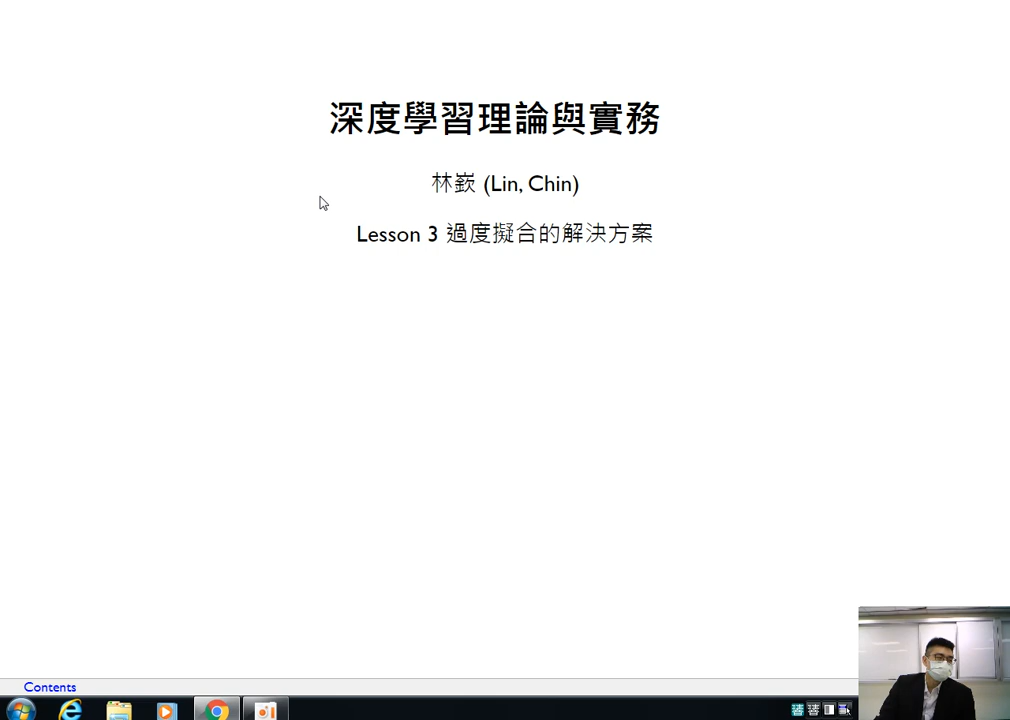 深度學習理論與實務
林嶔 (Lin, Chin)
Lesson 3 過度擬合的解決方案
Contents